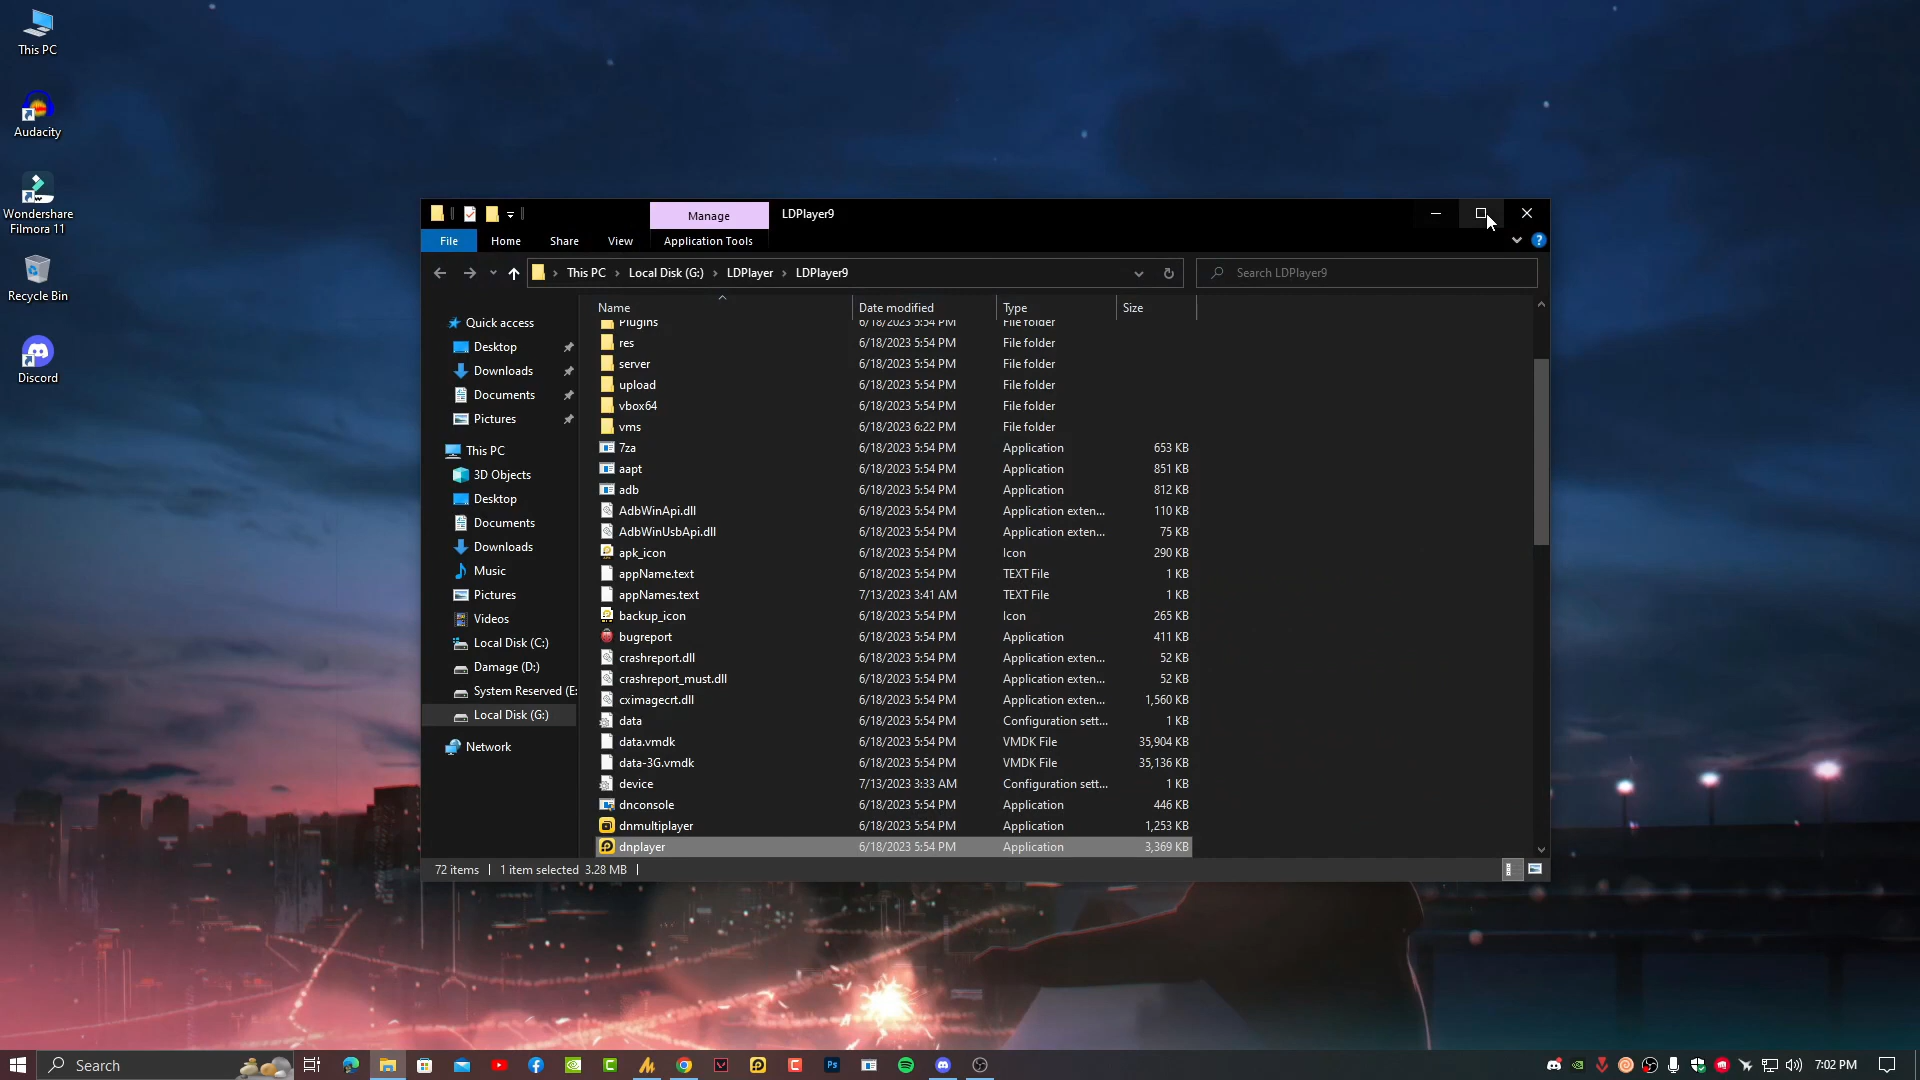 This PC
Audacity
Wondershare
Filmora 11
Recycle Bin
Discord
Manage
LDPlayer9
File
Home
Share
View
Application Tools
This PC
Local Disk (G:)
LDPlayer
LDPlayer9
Search LDPlayer9
Quick access
Desktop
Downloads
Documents
Pictures
This PC
3D Objects
Desktop
Documents
Downloads
Music
Pictures
Videos
Local Disk (C:)
Damage (D:)
System Reserved (E:
Local Disk (G:)
Network
Name Date modified Type Size
Plugins 6/18/2023 5:54 PM File folder
res 6/18/2023 5:54 PM File folder
server 6/18/2023 5:54 PM File folder
upload 6/18/2023 5:54 PM File folder
vbox64 6/18/2023 5:54 PM File folder
vms 6/18/2023 6:22 PM File folder
7za 6/18/2023 5:54 PM Application 653 KB
aapt 6/18/2023 5:54 PM Application 851 KB
adb 6/18/2023 5:54 PM Application 812 KB
AdbWinApi.dll 6/18/2023 5:54 PM Application exten... 110 KB
AdbWinUsbApi.dll 6/18/2023 5:54 PM Application exten... 75 KB
apk_icon 6/18/2023 5:54 PM Icon 290 KB
appName.text 6/18/2023 5:54 PM TEXT File 1 KB
appNames.text 7/13/2023 3:41 AM TEXT File 1 KB
backup_icon 6/18/2023 5:54 PM Icon 265 KB
bugreport 6/18/2023 5:54 PM Application 411 KB
crashreport.dll 6/18/2023 5:54 PM Application exten... 52 KB
crashreport_must.dll 6/18/2023 5:54 PM Application exten... 52 KB
cximagecrt.dll 6/18/2023 5:54 PM Application exten... 1,560 KB
data 6/18/2023 5:54 PM Configuration sett... 1 KB
data.vmdk 6/18/2023 5:54 PM VMDK File 35,904 KB
data-3G.vmdk 6/18/2023 5:54 PM VMDK File 35,136 KB
device 7/13/2023 3:33 AM Configuration sett... 1 KB
dnconsole 6/18/2023 5:54 PM Application 446 KB
dnmultiplayer 6/18/2023 5:54 PM Application 1,253 KB
dnplayer 6/18/2023 5:54 PM Application 3,369 KB
72 items
1 item selected 3.28 MB
Search
Ps
7:02 PM